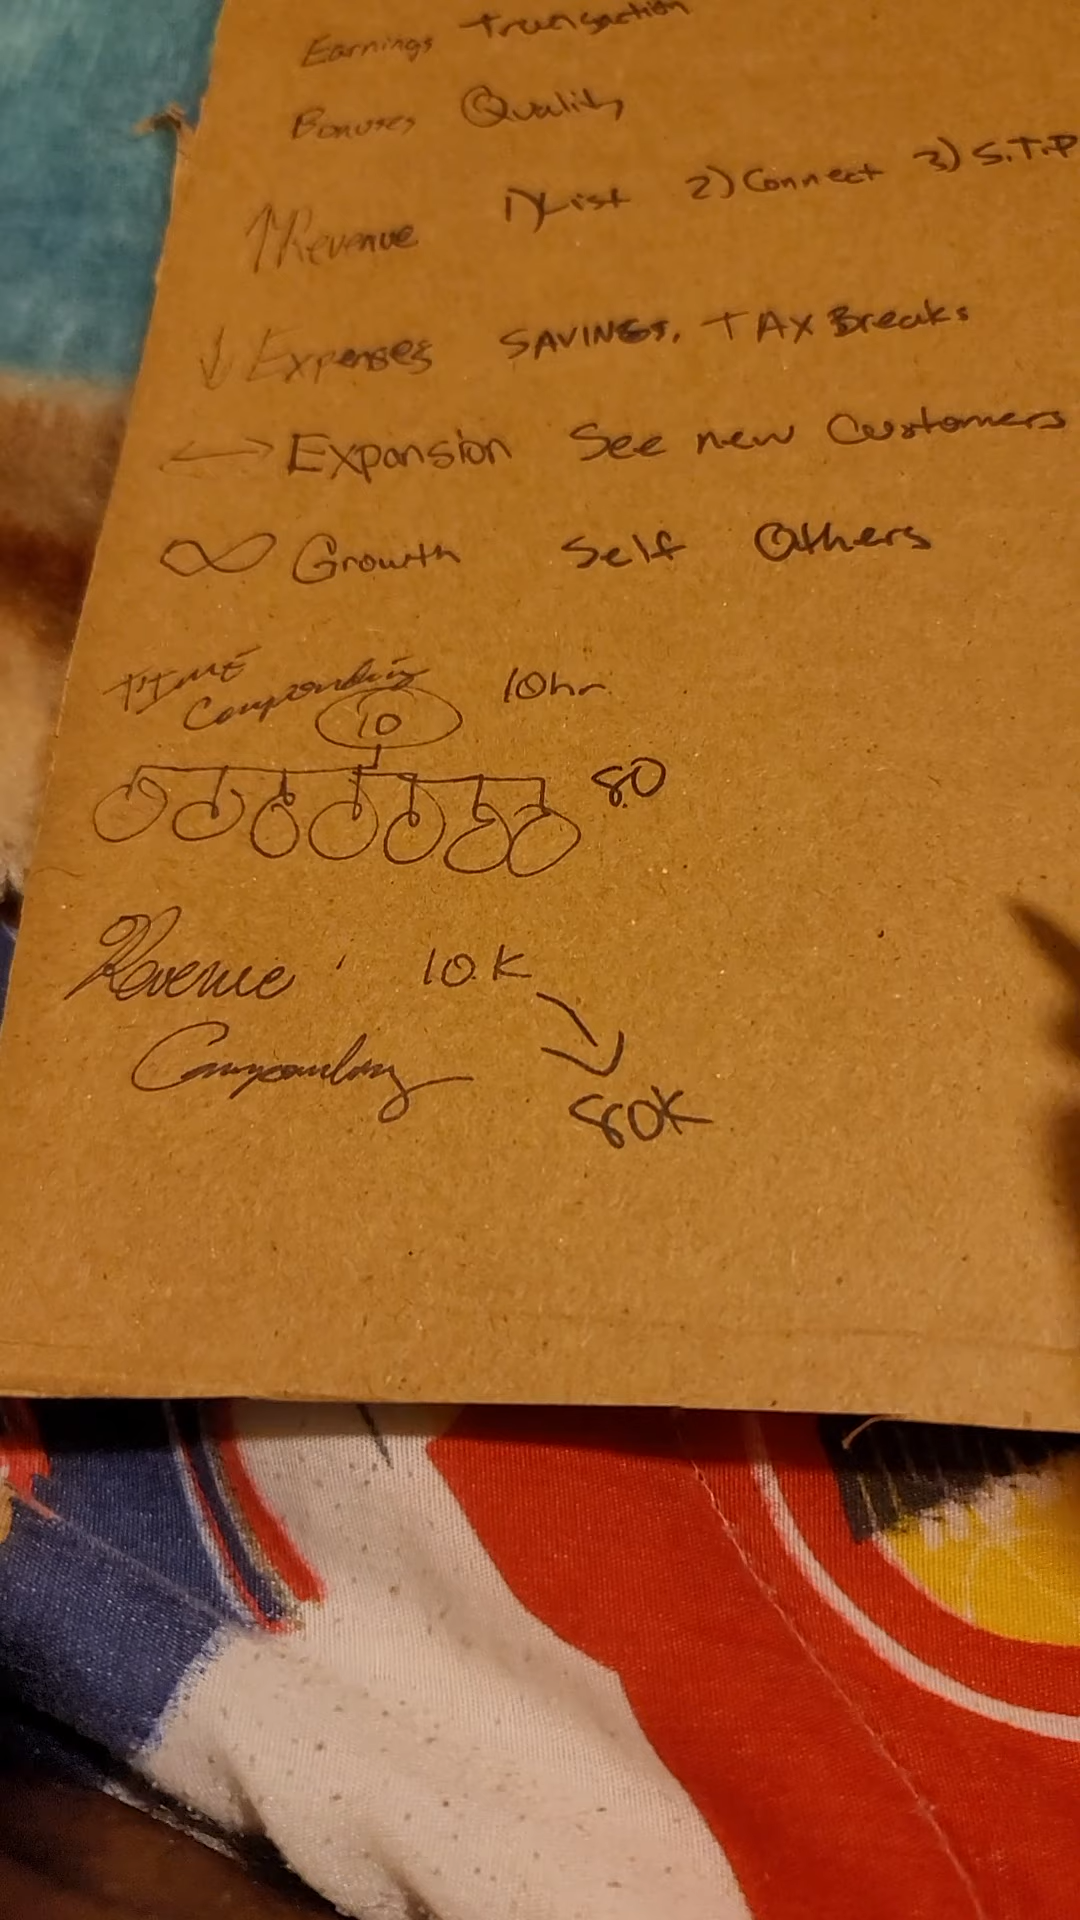 Earnings Transaction
Bonuses Quality
↑Revenue 1) List 2) Connect 3) S.T.P
↓ Expenses SAVINGS, TAX Breaks
←→ Expansion See new Customers
∞ Growth Self Others
TIME
Compounding 10hr
10
80
Revenue 10K
Compounding
80K